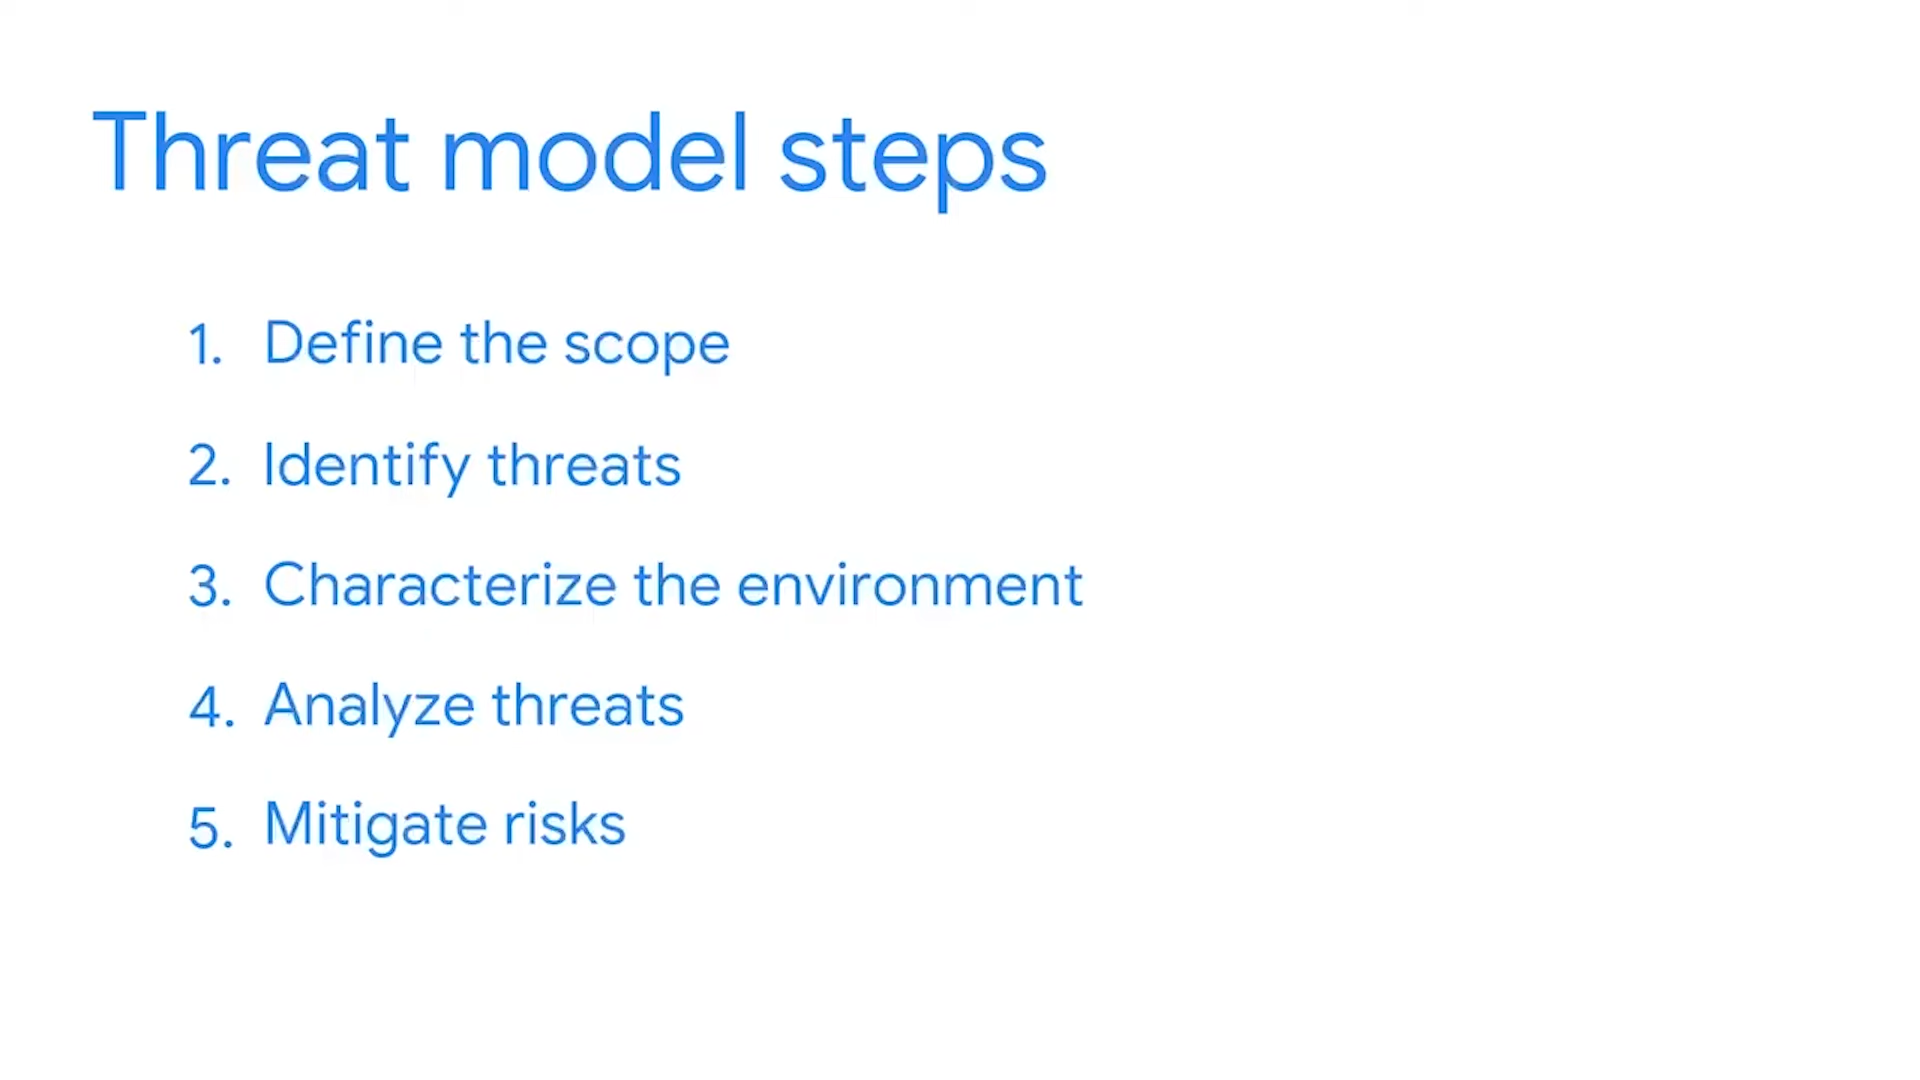 Threat model steps
1. Define the scope
2. Identify threats
3. Characterize the environment
4. Analyze threats
5. Mitigate risks